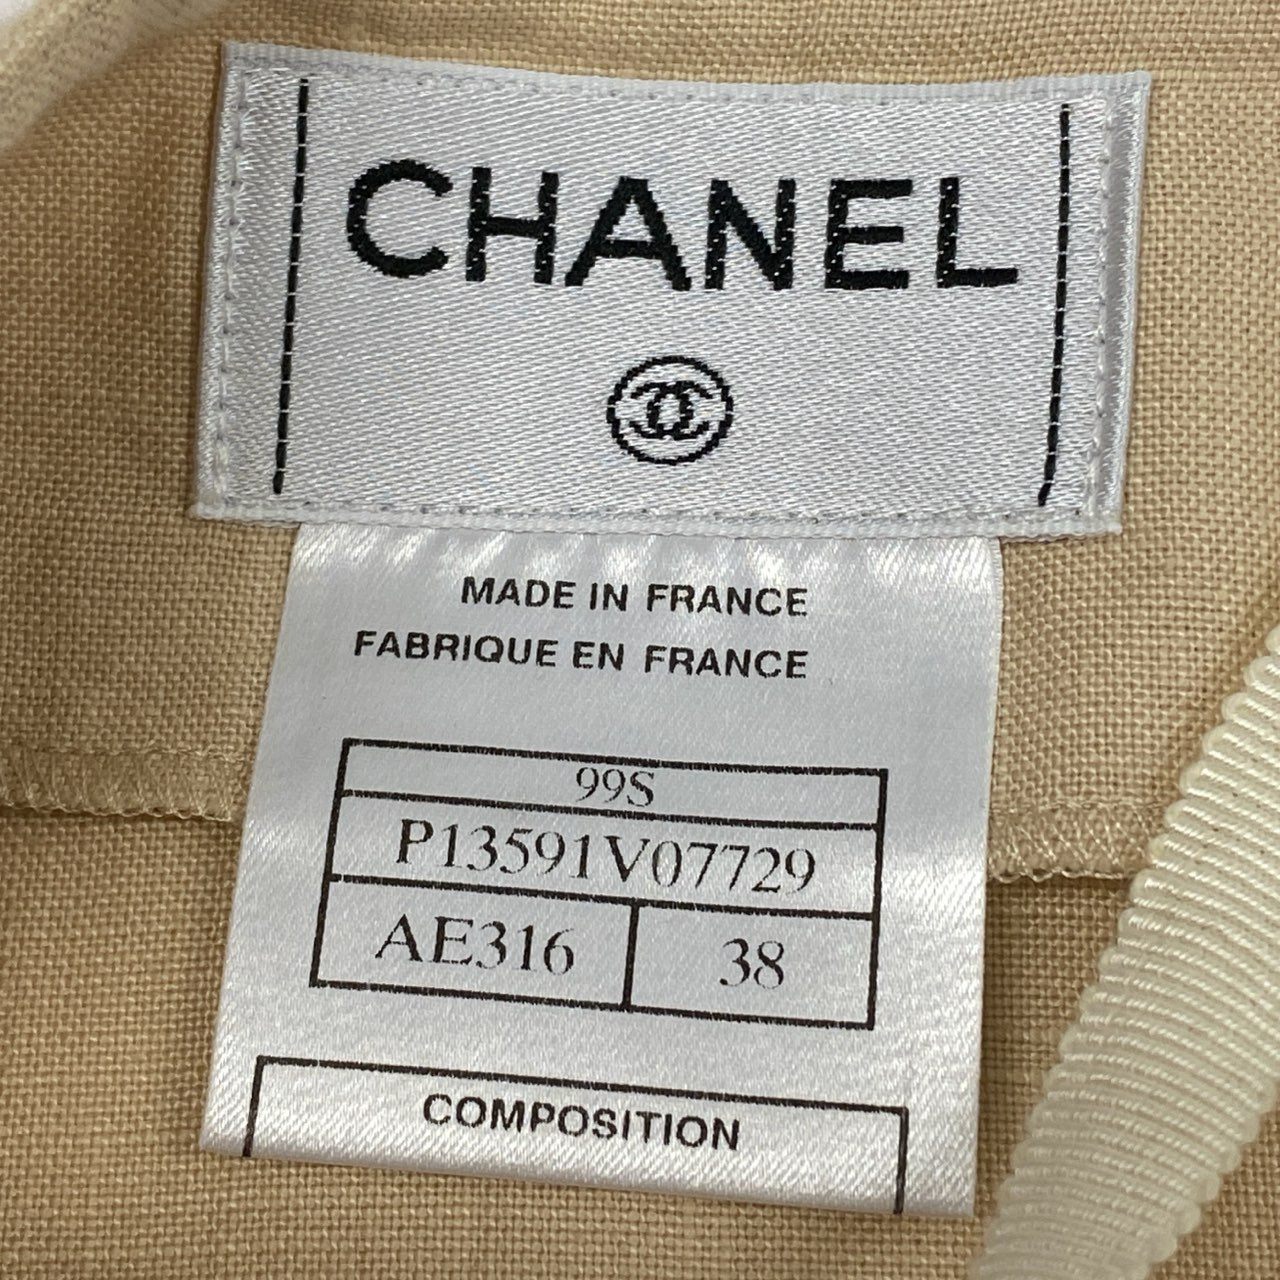 CHANEL
MADE IN FRANCE
FABRIQUE EN FRANCE
99S
P13591V07729
AE316 38
COMPOSITION